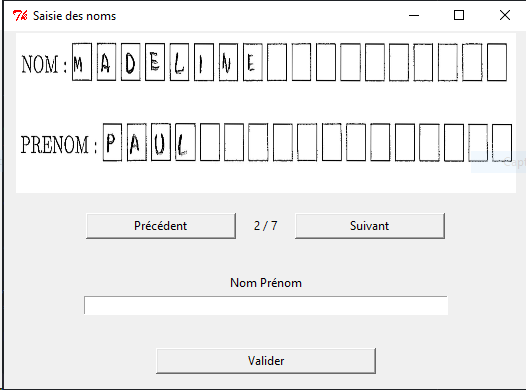 Saisie des noms
NOM : MADELINE
PRENOM : PAUL
Précédent 2 / 7 Suivant
Nom Prénom
Valider